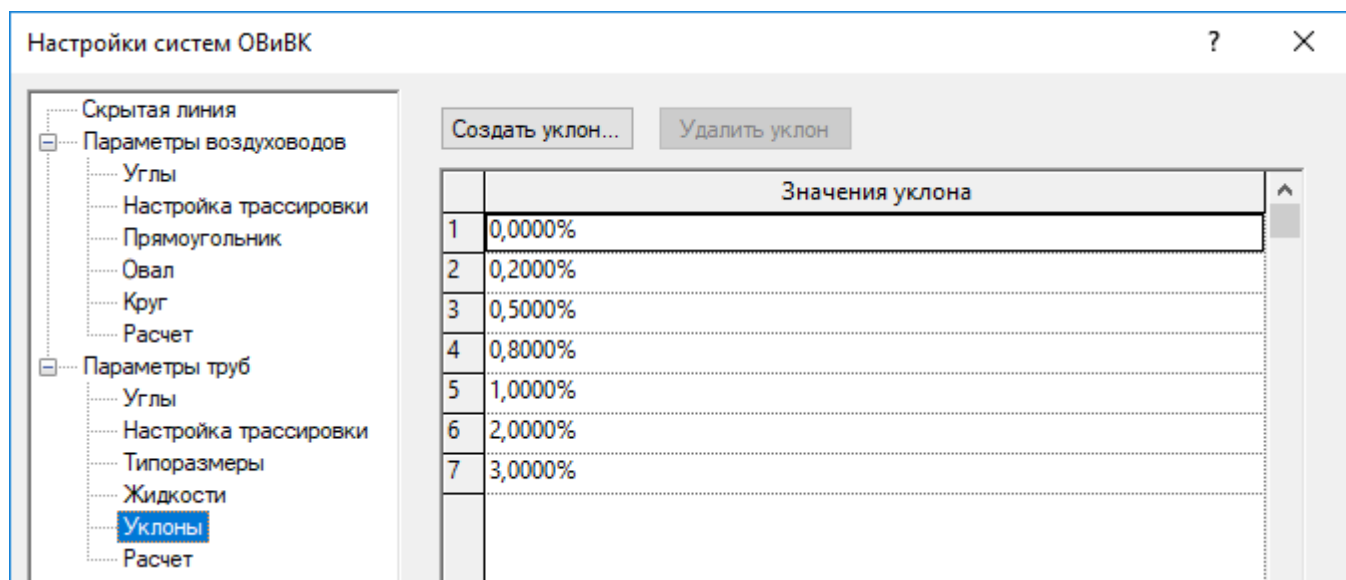 Настройки систем ОВиВК
?
Скрытая линия
Параметры воздуховодов
Углы
Настройка трассировки
Прямоугольник
Овал
Круг
Расчет
Параметры труб
Углы
Настройка трассировки
Типоразмеры
Жидкости
Уклоны
Расчет
Создать уклон... Удалить уклон
Значения уклона
1 0,0000%
2 0,2000%
3 0,5000%
4 0,8000%
5 1,0000%
6 2,0000%
7 3,0000%